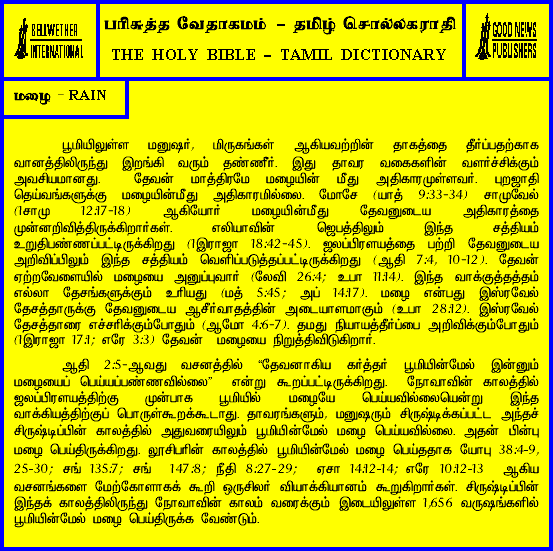 BELLWETHER
INTERNATIONAL
பரிசுத்த வேதாகமம் – தமிழ் சொல்லகராதி
THE HOLY BIBLE – TAMIL DICTIONARY
GOOD NEWS
PUBLISHERS
மழை – RAIN
பூமியிலுள்ள மனுஷர், மிருகங்கள் ஆகியவற்றின் தாகத்தை தீர்ப்பதற்காக
வானத்திலிருந்து இறங்கி வரும் தண்ணீர். இது தாவர வகைகளின் வளர்ச்சிக்கும்
அவசியமானது. தேவன் மாத்திரமே மழையின் மீது அதிகாரமுள்ளவர். புறஜாதி
தெய்வங்களுக்கு மழையின்மீது அதிகாரமில்லை. மோசே (யாத் 9:33-34) சாமுவேல்
(1சாமு 12:17-18) ஆகியோர் மழையின்மீது தேவனுடைய அதிகாரத்தை
முன்னறிவித்திருக்கிறார்கள். எலியாவின் ஜெபத்திலும் இந்த சத்தியம்
உறுதிபண்ணப்பட்டிருக்கிறது (1இராஜா 18:42-45). ஜலப்பிரளயத்தை பற்றி தேவனுடைய
அறிவிப்பிலும் இந்த சத்தியம் வெளிப்படுத்தப்பட்டிருக்கிறது (ஆதி 7:4, 10-12). தேவன்
ஏற்றவேளையில் மழையை அனுப்புவார் (லேவி 26:4; உபா 11:14). இந்த வாக்குத்தத்தம்
எல்லா தேசங்களுக்கும் உரியது (மத் 5:45; அப் 14:17). மழை என்பது இஸ்ரவேல்
தேசத்தாருக்கு தேவனுடைய ஆசீர்வாதத்தின் அடையாளமாகும் (உபா 28:12). இஸ்ரவேல்
தேசத்தாரை எச்சரிக்கும்போதும் (ஆமோ 4:6-7). தமது நியாயத்தீர்ப்பை அறிவிக்கும்போதும்
(1இராஜா 17:1; எரே 3:3) தேவன் மழையை நிறுத்திவிடுகிறார்.
ஆதி 2:5-ஆவது வசனத்தில் “தேவனாகிய கர்த்தர் பூமியின்மேல் இன்னும்
மழையைப் பெய்யப்பண்ணவில்லை” என்று கூறப்பட்டிருக்கிறது. நோவாவின் காலத்தில்
ஜலப்பிரளயத்திற்கு முன்பாக பூமியில் மழையே பெய்யவில்லையென்று இந்த
வாக்கியத்திற்குப் பொருள்கூறக்கூடாது. தாவரங்களும், மனுஷரும் சிருஷ்டிக்கப்பட்ட அந்தச்
சிருஷ்டிப்பின் காலத்தில் அதுவரையிலும் பூமியின்மேல் மழை பெய்யவில்லை. அதன் பின்பு
மழை பெய்திருக்கிறது. லூசிபரின் காலத்தில் பூமியின்மேல் மழை பெய்ததாக யோபு 38:4-9,
25-30; சங் 135:7; சங் 147:8; நீதி 8:27-29; ஏசா 14:12-14; எரே 10:12-13 ஆகிய
வசனங்களை மேற்கோளாகக் கூறி ஒருசிலர் வியாக்கியானம் கூறுகிறார்கள். சிருஷ்டிப்பின்
இந்தக் காலத்திலிருந்து நோவாவின் காலம் வரைக்கும் இடையிலுள்ள 1,656 வருஷங்களில்
பூமியின்மேல் மழை பெய்திருக்க வேண்டும்.